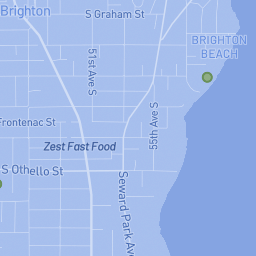 S Graham St
Brighton
51st Ave S
BRIGHTON
BEACH
55th Ave S
Frontenac St
Zest Fast Food
S Othello St
Seward Park Ave